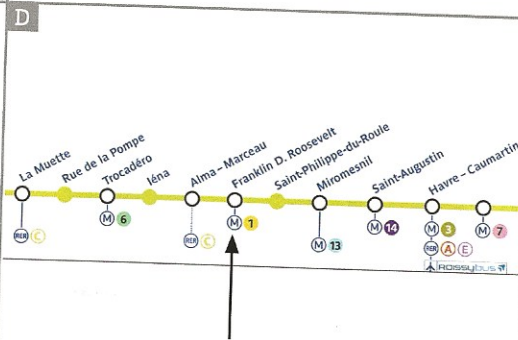 D
La Muette
Rue de la Pompe
Trocadéro
Iéna
Alma – Marceau
Franklin D. Roosevelt
Saint-Philippe-du-Roule
Miromesnil
Saint-Augustin
Havre – Caumartin
RER C
M 6
RER C
M 1
M 13
M 14
M 3
RER A E
ROISSYBUS
M 7